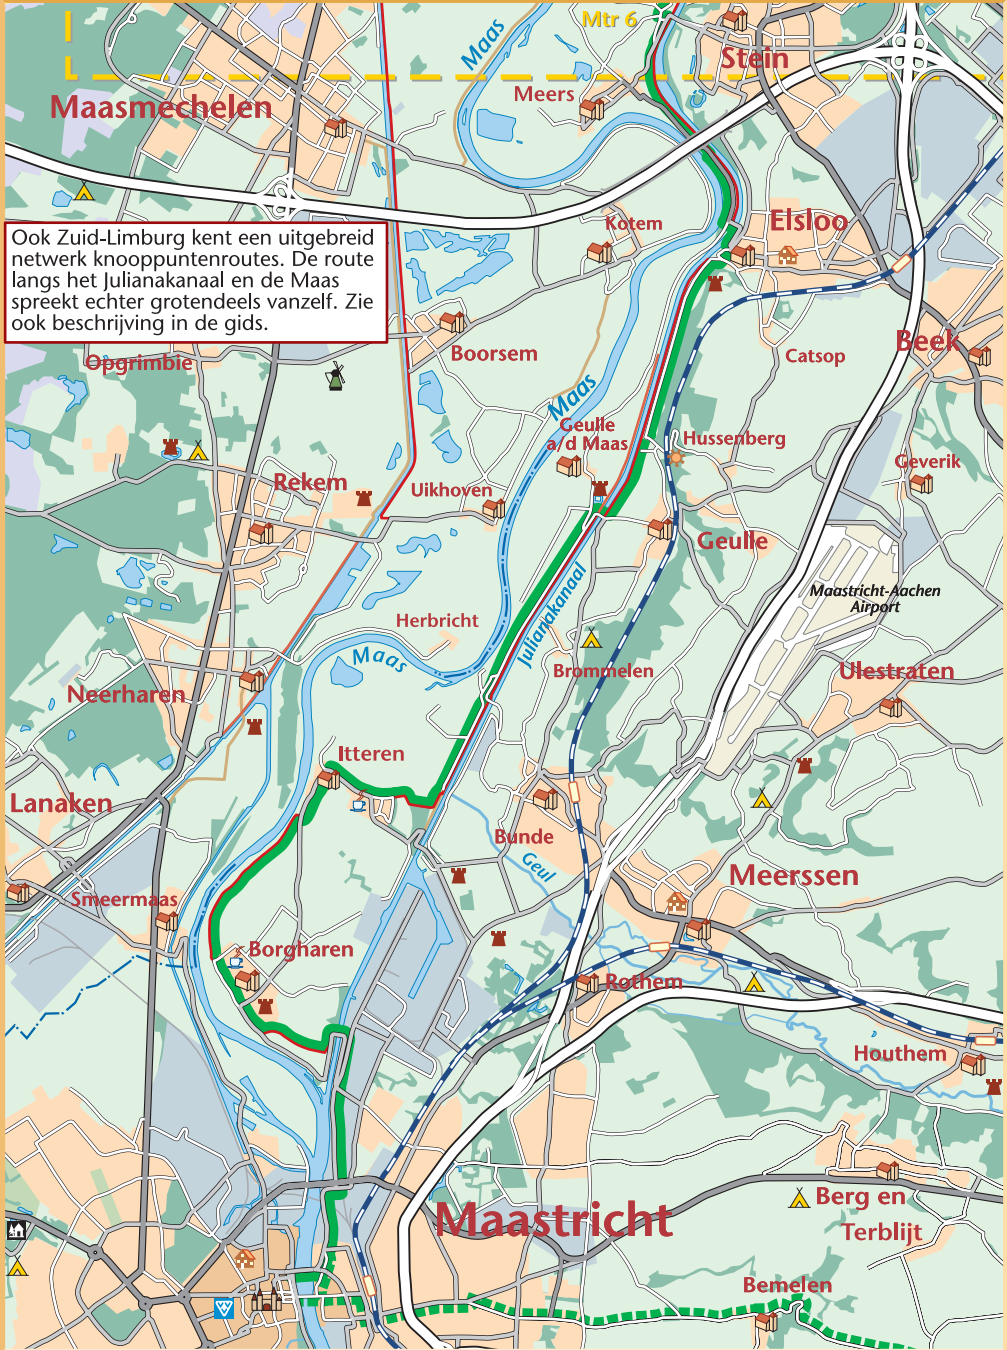 Mtr 6
Maas
Stein
Meers
Maasmechelen
Ook Zuid-Limburg kent een uitgebreid
netwerk knooppuntenroutes. De route
langs het Julianakanaal en de Maas
spreekt echter grotendeels vanzelf. Zie
ook beschrijving in de gids.
Kotem
Elsloo
Opgrimbie
Boorsem
Catsop
Beek
Maas
Geulle
a/d Maas
Hussenberg
Geverik
Rekem
Uikhoven
Geulle
Julianakanaal
Maastricht-Aachen
Airport
Herbricht
Maas
Brommelen
Ulestraten
Neerharen
Itteren
Lanaken
Bunde
Geul
Meerssen
Smeermaas
Borgharen
Rothem
Houthem
Maastricht
Berg en
Terblijt
Bemelen